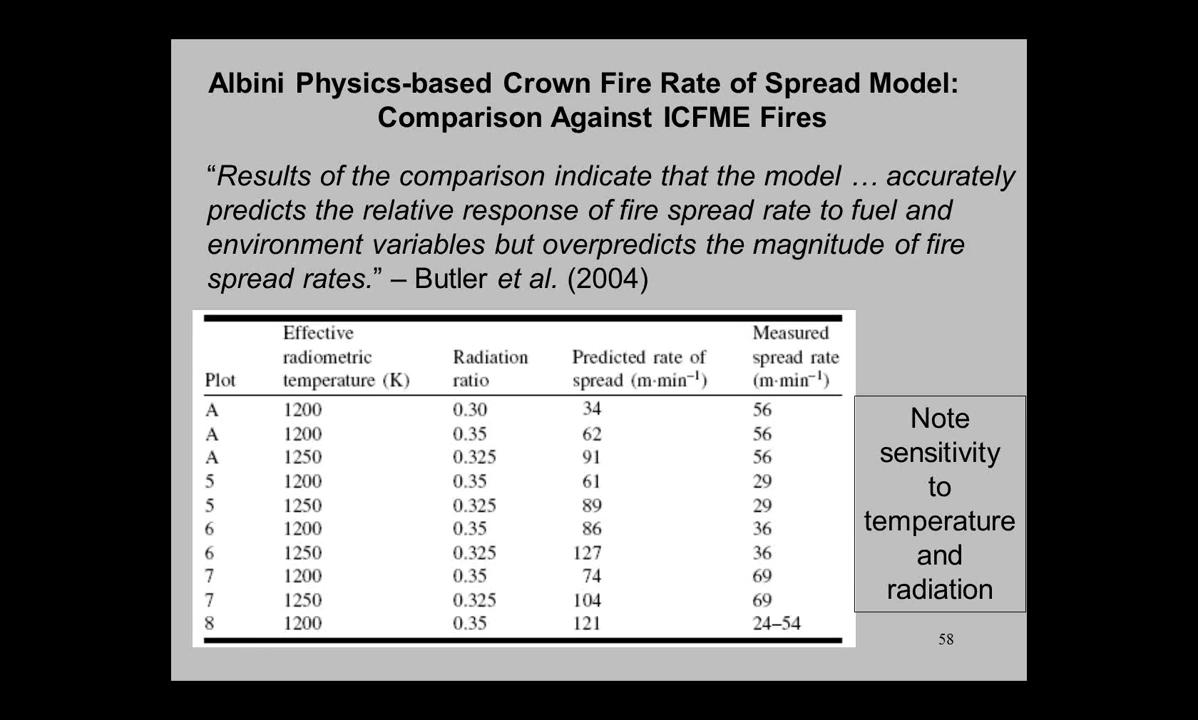 Albini Physics-based Crown Fire Rate of Spread Model:
Comparison Against ICFME Fires
“Results of the comparison indicate that the model … accurately
predicts the relative response of fire spread rate to fuel and
environment variables but overpredicts the magnitude of fire
spread rates.” – Butler et al. (2004)
Effective Measured
radiometric Radiation Predicted rate of spread rate
Plot temperature (K) ratio spread (m·min⁻¹) (m·min⁻¹)
A 1200 0.30 34 56
A 1200 0.35 62 56
A 1250 0.325 91 56
5 1200 0.35 61 29
5 1250 0.325 89 29
6 1200 0.35 86 36
6 1250 0.325 127 36
7 1200 0.35 74 69
7 1250 0.325 104 69
8 1200 0.35 121 24–54
Note
sensitivity
to
temperature
and
radiation
58